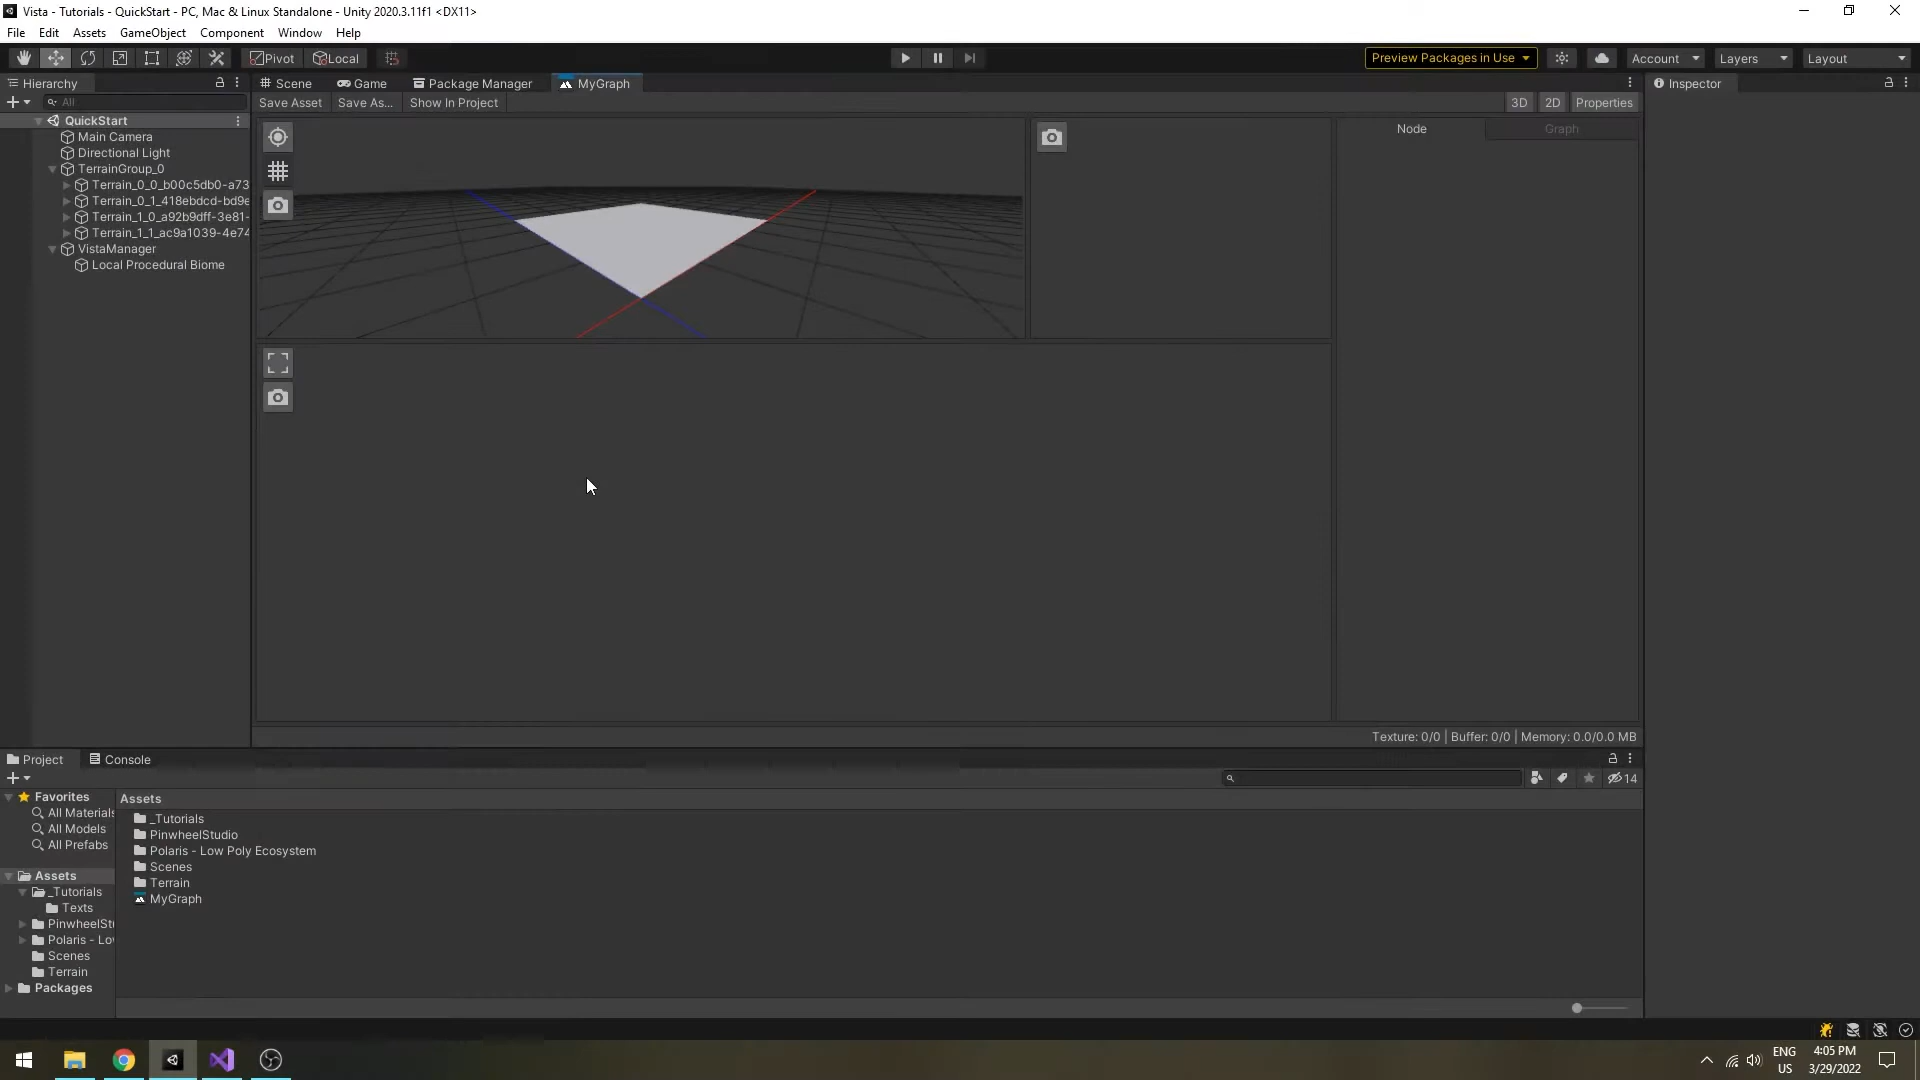 Vista - Tutorials - QuickStart - PC, Mac & Linux Standalone - Unity 2020.3.11f1 <DX11>
File Edit Assets GameObject Component Window Help
Pivot Local Preview Packages in Use Account Layers Layout
Hierarchy Scene Game Package Manager MyGraph Inspector
All Save Asset Save As... Show In Project 3D 2D Properties
QuickStart
Main Camera
Directional Light
TerrainGroup_0
Terrain_0_0_b00c5db0-a73
Terrain_0_1_418ebdcd-bd9e
Terrain_1_0_a92b9dff-3e81-
Terrain_1_1_ac9a1039-4e74
VistaManager
Local Procedural Biome
Node Graph
Texture: 0/0 | Buffer: 0/0 | Memory: 0.0/0.0 MB
Project Console
14
Favorites
All Materials
All Models
All Prefabs
Assets
_Tutorials
Texts
PinwheelStu
Polaris - Lov
Scenes
Terrain
Packages
Assets
_Tutorials
PinwheelStudio
Polaris - Low Poly Ecosystem
Scenes
Terrain
MyGraph
ENG
US
4:05 PM
3/29/2022